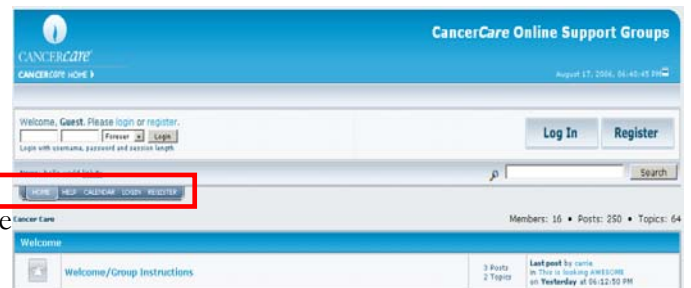 CancerCare Online Support Groups
CANCERcare
CANCERCARE HOME
August 17, 2006, 06:40:45 PM
Welcome, Guest. Please login or register.
Forever Login
Login with username, password and session length
Log In Register
Search
HOME HELP CALENDAR LOGIN REGISTER
e
Cancer Care
Members: 16 • Posts: 250 • Topics: 64
Welcome
Welcome/Group Instructions
3 Posts
2 Topics
Last post by carrie
in This is looking AWESOME
on Yesterday at 06:12:50 PM